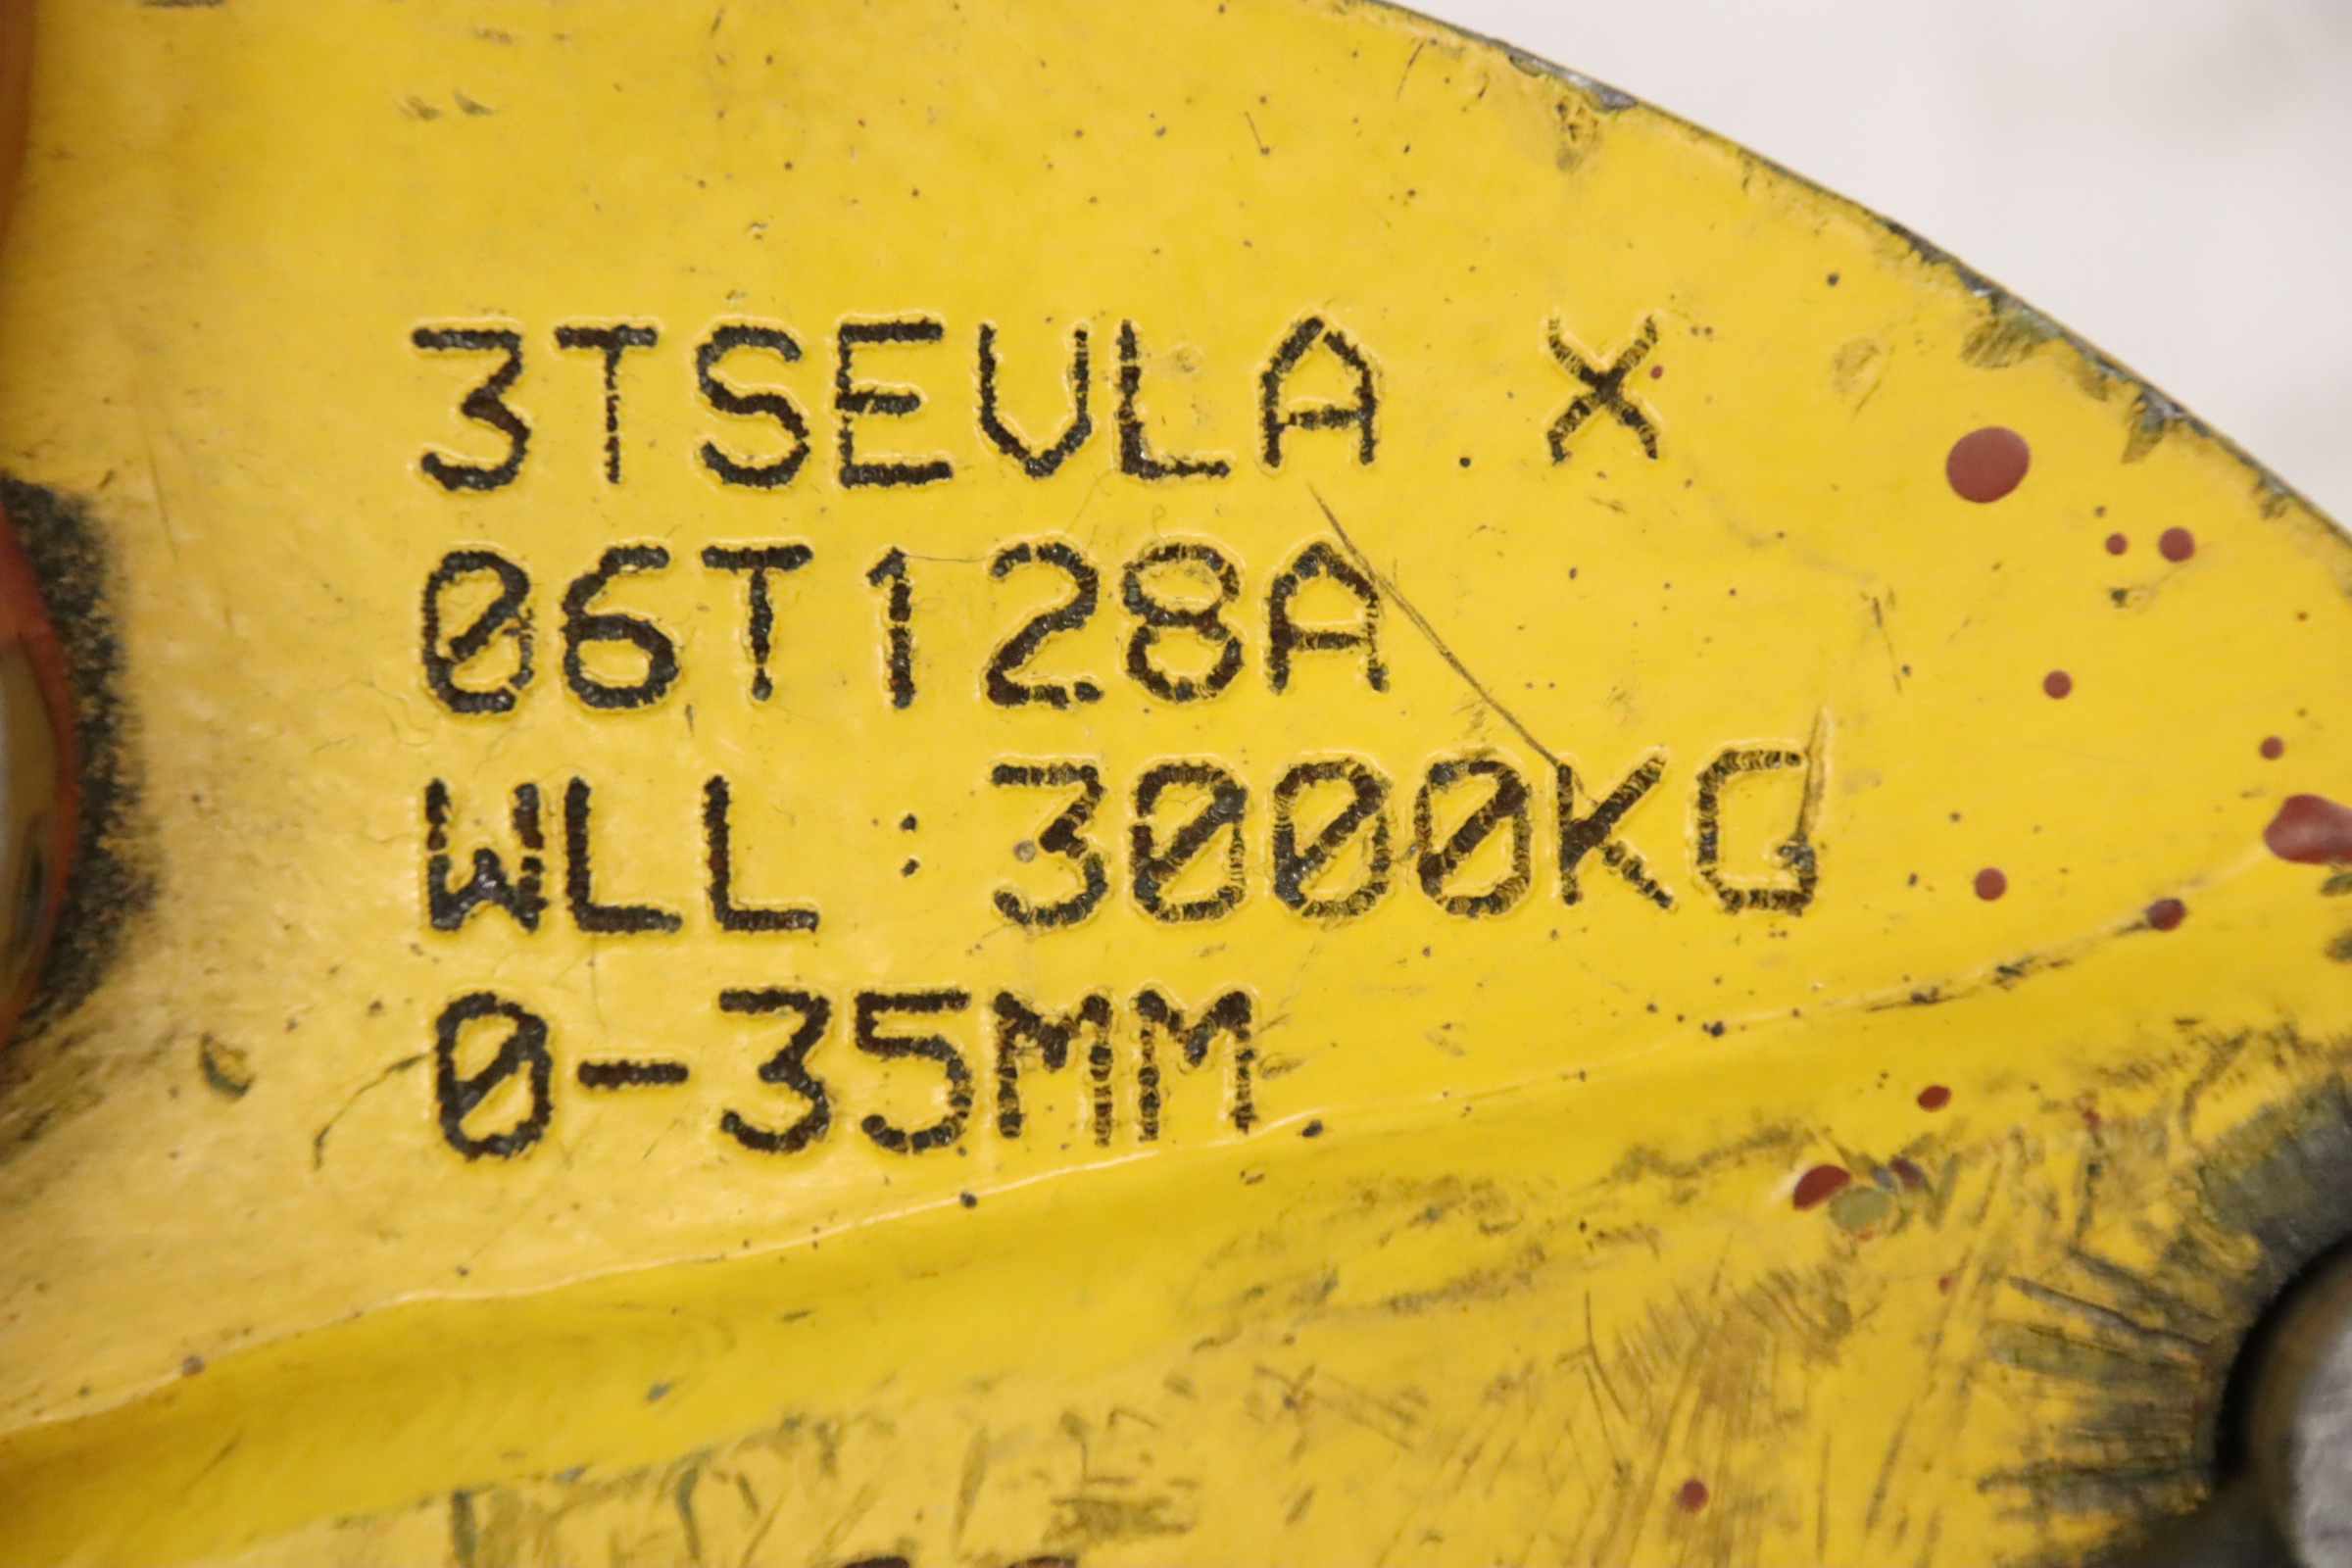 3TSEVLA X
06T128A
WLL : 3000KG
0-35MM